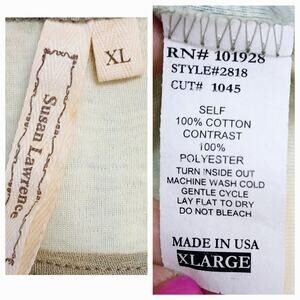 XL
Susan Lawrence
RN# 101928
STYLE#2818
CUT# 1045
SELF
100% COTTON
CONTRAST
100%
POLYESTER
TURN INSIDE OUT
MACHINE WASH COLD
GENTLE CYCLE
LAY FLAT TO DRY
DO NOT BLEACH
MADE IN USA
XLARGE